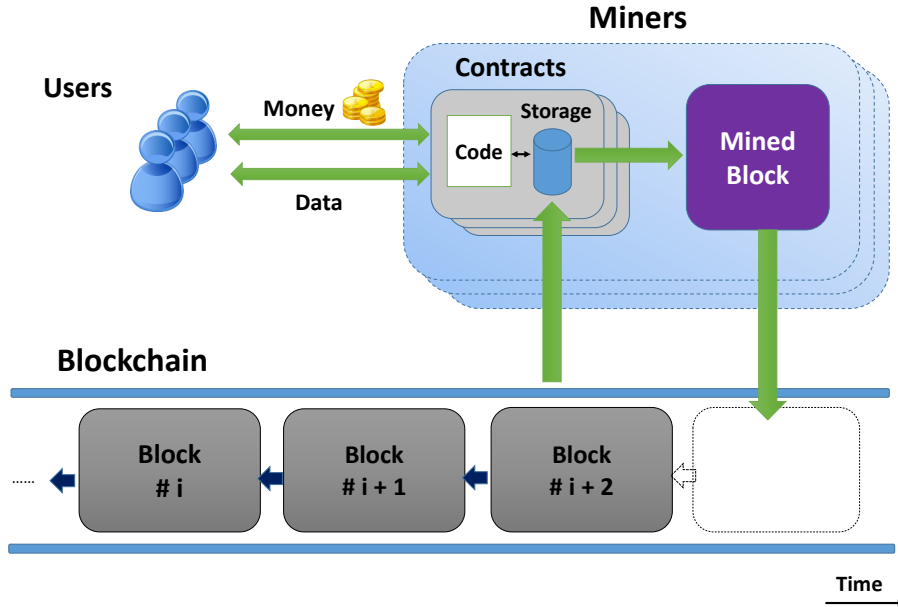 Miners
Users
Contracts
Money
Storage
Code
Mined
Block
Data
Blockchain
Block
# i
Block
# i + 1
Block
# i + 2
......
Time